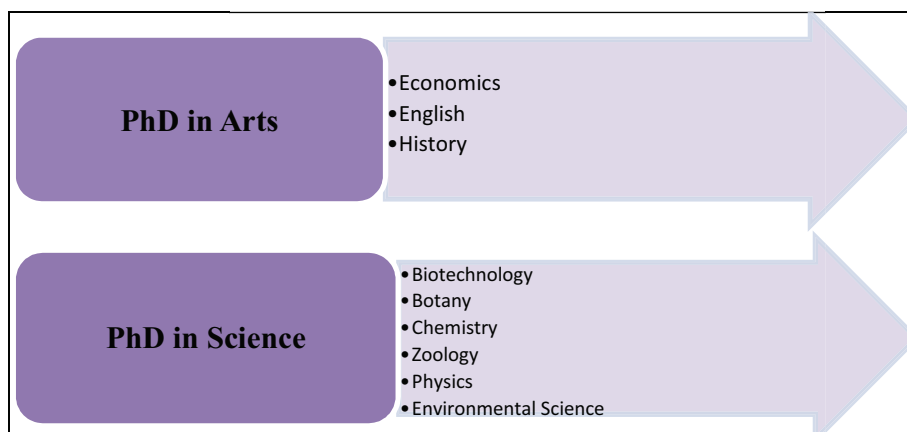 PhD in Arts
•Economics
•English
•History
PhD in Science
•Biotechnology
•Botany
•Chemistry
•Zoology
•Physics
•Environmental Science